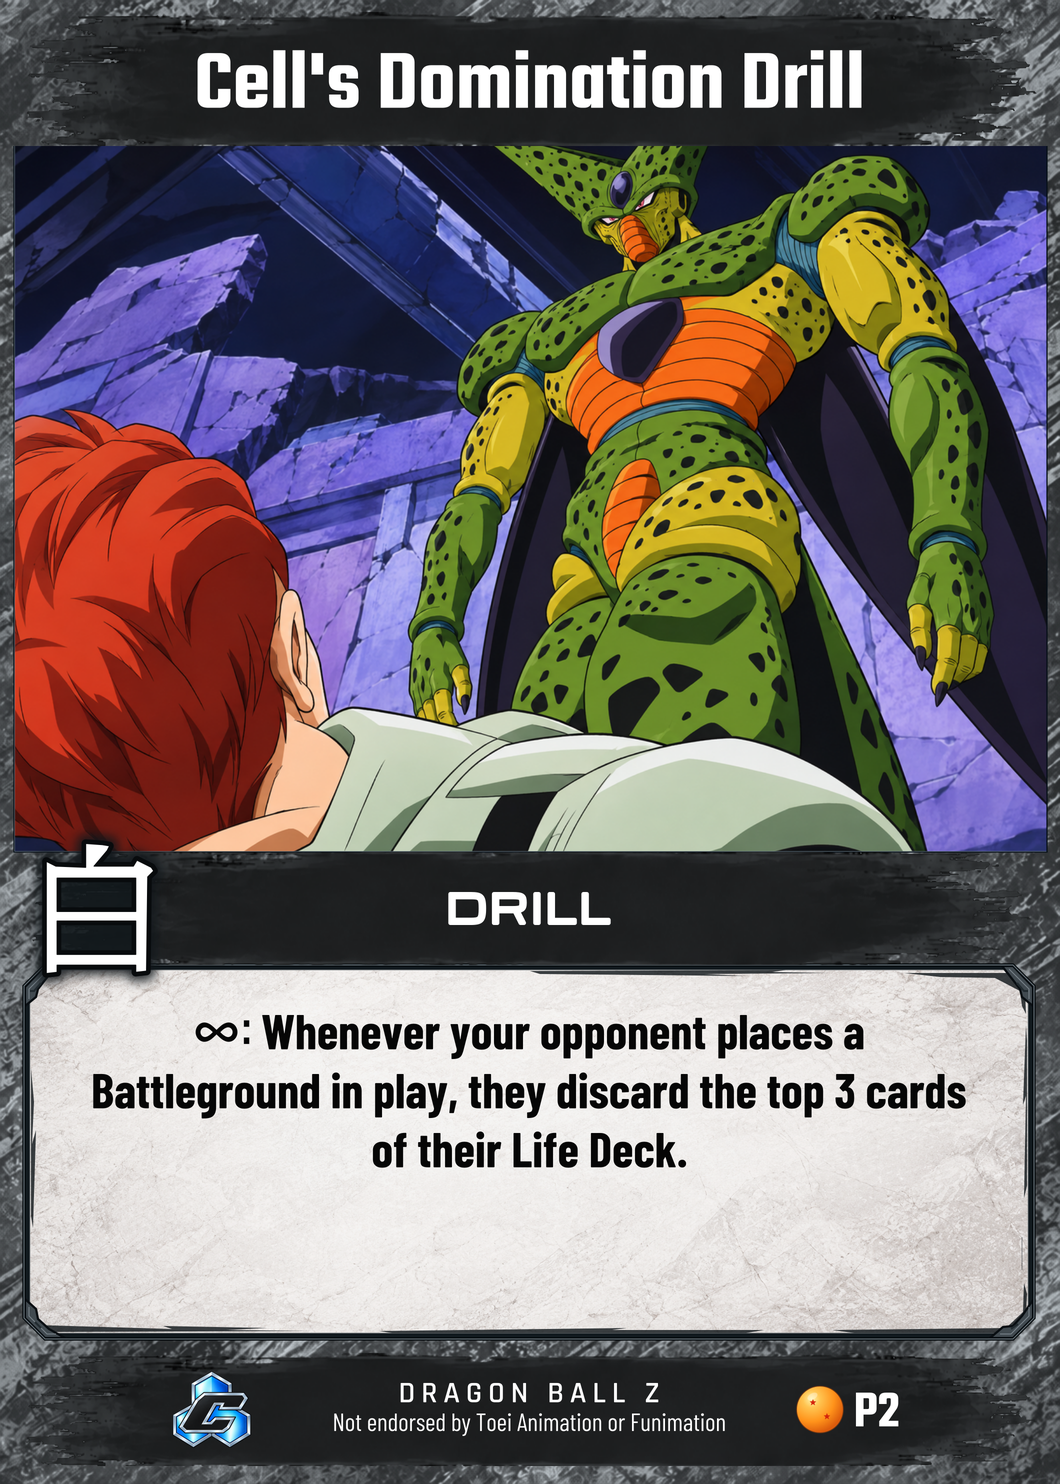 Cell's Domination Drill
白
DRILL
∞: Whenever your opponent places a
Battleground in play, they discard the top 3 cards
of their Life Deck.
G
DRAGON BALL Z
Not endorsed by Toei Animation or Funimation
P2